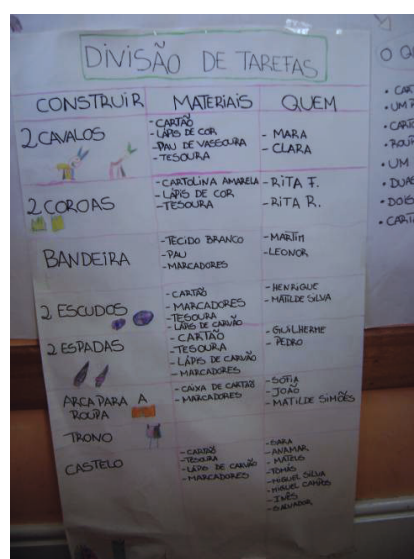 DIVISÃO DE TAREFAS
CONSTRUIR MATERIAIS QUEM
2 CAVALOS
- CARTÃO
- LÁPIS DE COR
- PAU DE VASSOURA
- TESOURA
- MARA
- CLARA
2 COROAS
- CARTOLINA AMARELA
- LÁPIS DE COR
- TESOURA
- RITA F.
- RITA R.
BANDEIRA
- TECIDO BRANCO
- PAU
- MARCADORES
- MARTIM
- LEONOR
2 ESCUDOS
- CARTÃO
- MARCADORES
- TESOURA
- LÁPIS DE CARVÃO
- HENRIQUE
- MATILDE SILVA
2 ESPADAS
- CARTÃO
- TESOURA
- LÁPIS DE CARVÃO
- MARCADORES
- GUILHERME
- PEDRO
ARCA PARA A
ROUPA
- CAIXA DE CARTÃO
- MARCADORES
- SOFIA
- JOÃO
- MATILDE SIMÕES
TRONO
CASTELO
- CARTÃO
- TESOURA
- LÁPIS DE CARVÃO
- MARCADORES
- SARA
- ANAMAR
- MATEUS
- TOMÁS
- MIGUEL SILVA
- MIGUEL CAMÕES
- INÊS
- SALVADOR
O
• UM
• DUAS
• DOIS